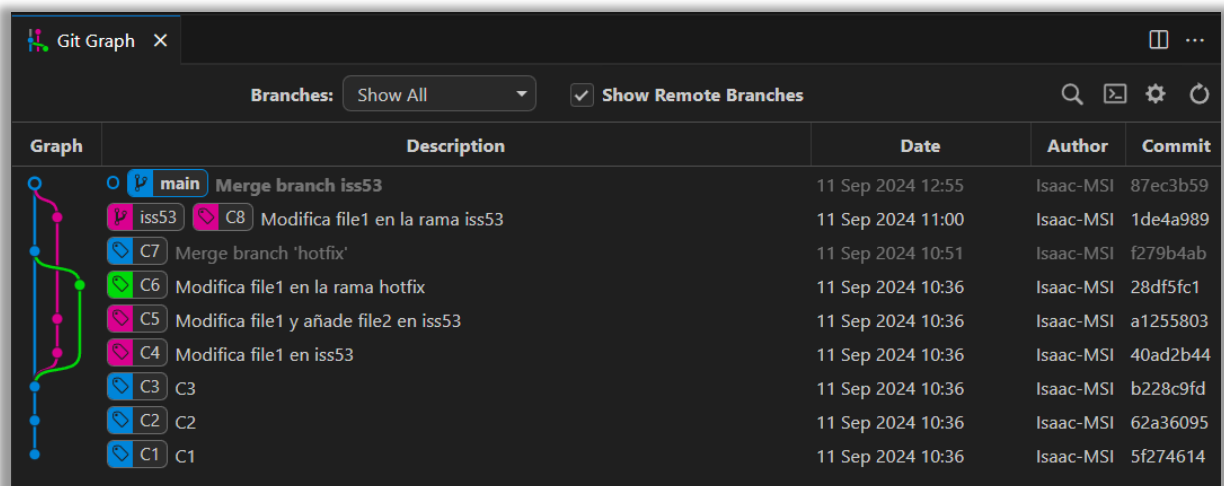 Git Graph
Branches: Show All Show Remote Branches
Graph Description Date Author Commit
main Merge branch iss53 11 Sep 2024 12:55 Isaac-MSI 87ec3b59
iss53 C8 Modifica file1 en la rama iss53 11 Sep 2024 11:00 Isaac-MSI 1de4a989
C7 Merge branch 'hotfix' 11 Sep 2024 10:51 Isaac-MSI f279b4ab
C6 Modifica file1 en la rama hotfix 11 Sep 2024 10:36 Isaac-MSI 28df5fc1
C5 Modifica file1 y añade file2 en iss53 11 Sep 2024 10:36 Isaac-MSI a1255803
C4 Modifica file1 en iss53 11 Sep 2024 10:36 Isaac-MSI 40ad2b44
C3 C3 11 Sep 2024 10:36 Isaac-MSI b228c9fd
C2 C2 11 Sep 2024 10:36 Isaac-MSI 62a36095
C1 C1 11 Sep 2024 10:36 Isaac-MSI 5f274614